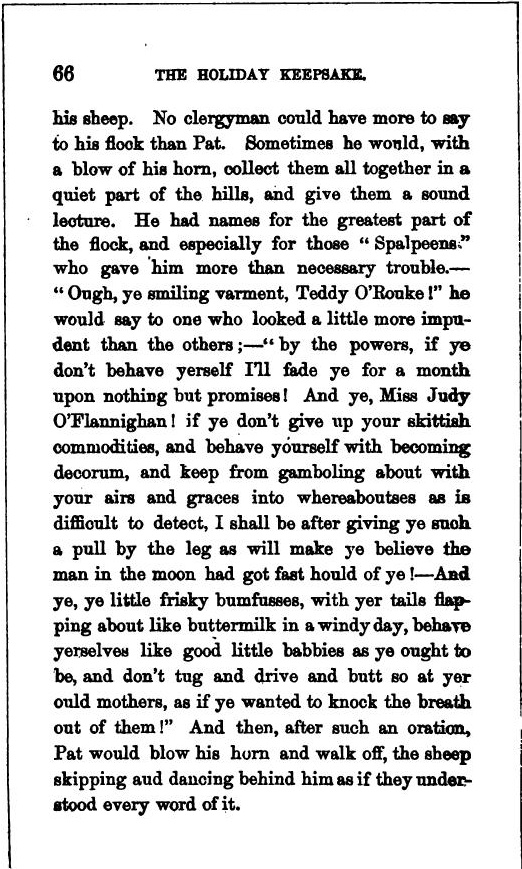 66 THE HOLIDAY KEEPSAKE.
his sheep. No clergyman could have more to say
to his flock than Pat. Sometimes he would, with
a blow of his horn, collect them all together in a
quiet part of the hills, and give them a sound
lecture. He had names for the greatest part of
the flock, and especially for those “ Spalpeens.”
who gave him more than necessary trouble.—
“ Ough, ye smiling varment, Teddy O’Rouke !” he
would say to one who looked a little more impu-
dent than the others ;—“ by the powers, if ye
don’t behave yerself I’ll fade ye for a month
upon nothing but promises ! And ye, Miss Judy
O’Flannighan ! if ye don’t give up your skittish
commodities, and behave yourself with becoming
decorum, and keep from gamboling about with
your airs and graces into whereaboutses as is
difficult to detect, I shall be after giving ye such
a pull by the leg as will make ye believe the
man in the moon had got fast hould of ye !—And
ye, ye little frisky bumfusses, with yer tails flap-
ping about like buttermilk in a windy day, behave
yerselves like good little babbies as ye ought to
be, and don’t tug and drive and butt so at yer
ould mothers, as if ye wanted to knock the breath
out of them !” And then, after such an oration,
Pat would blow his horn and walk off, the sheep
skipping aud dancing behind him as if they under-
stood every word of it.